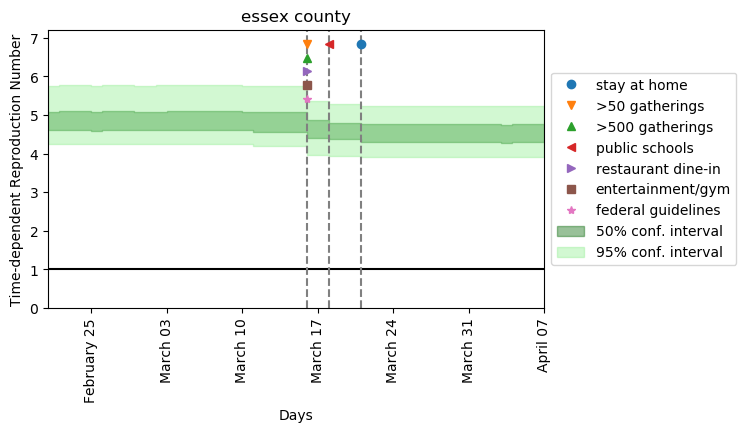 essex county
Time-dependent Reproduction Number
7
6
5
4
3
2
1
0
February 25
March 03
March 10
March 17
March 24
March 31
April 07
Days
stay at home
>50 gatherings
>500 gatherings
public schools
restaurant dine-in
entertainment/gym
federal guidelines
50% conf. interval
95% conf. interval